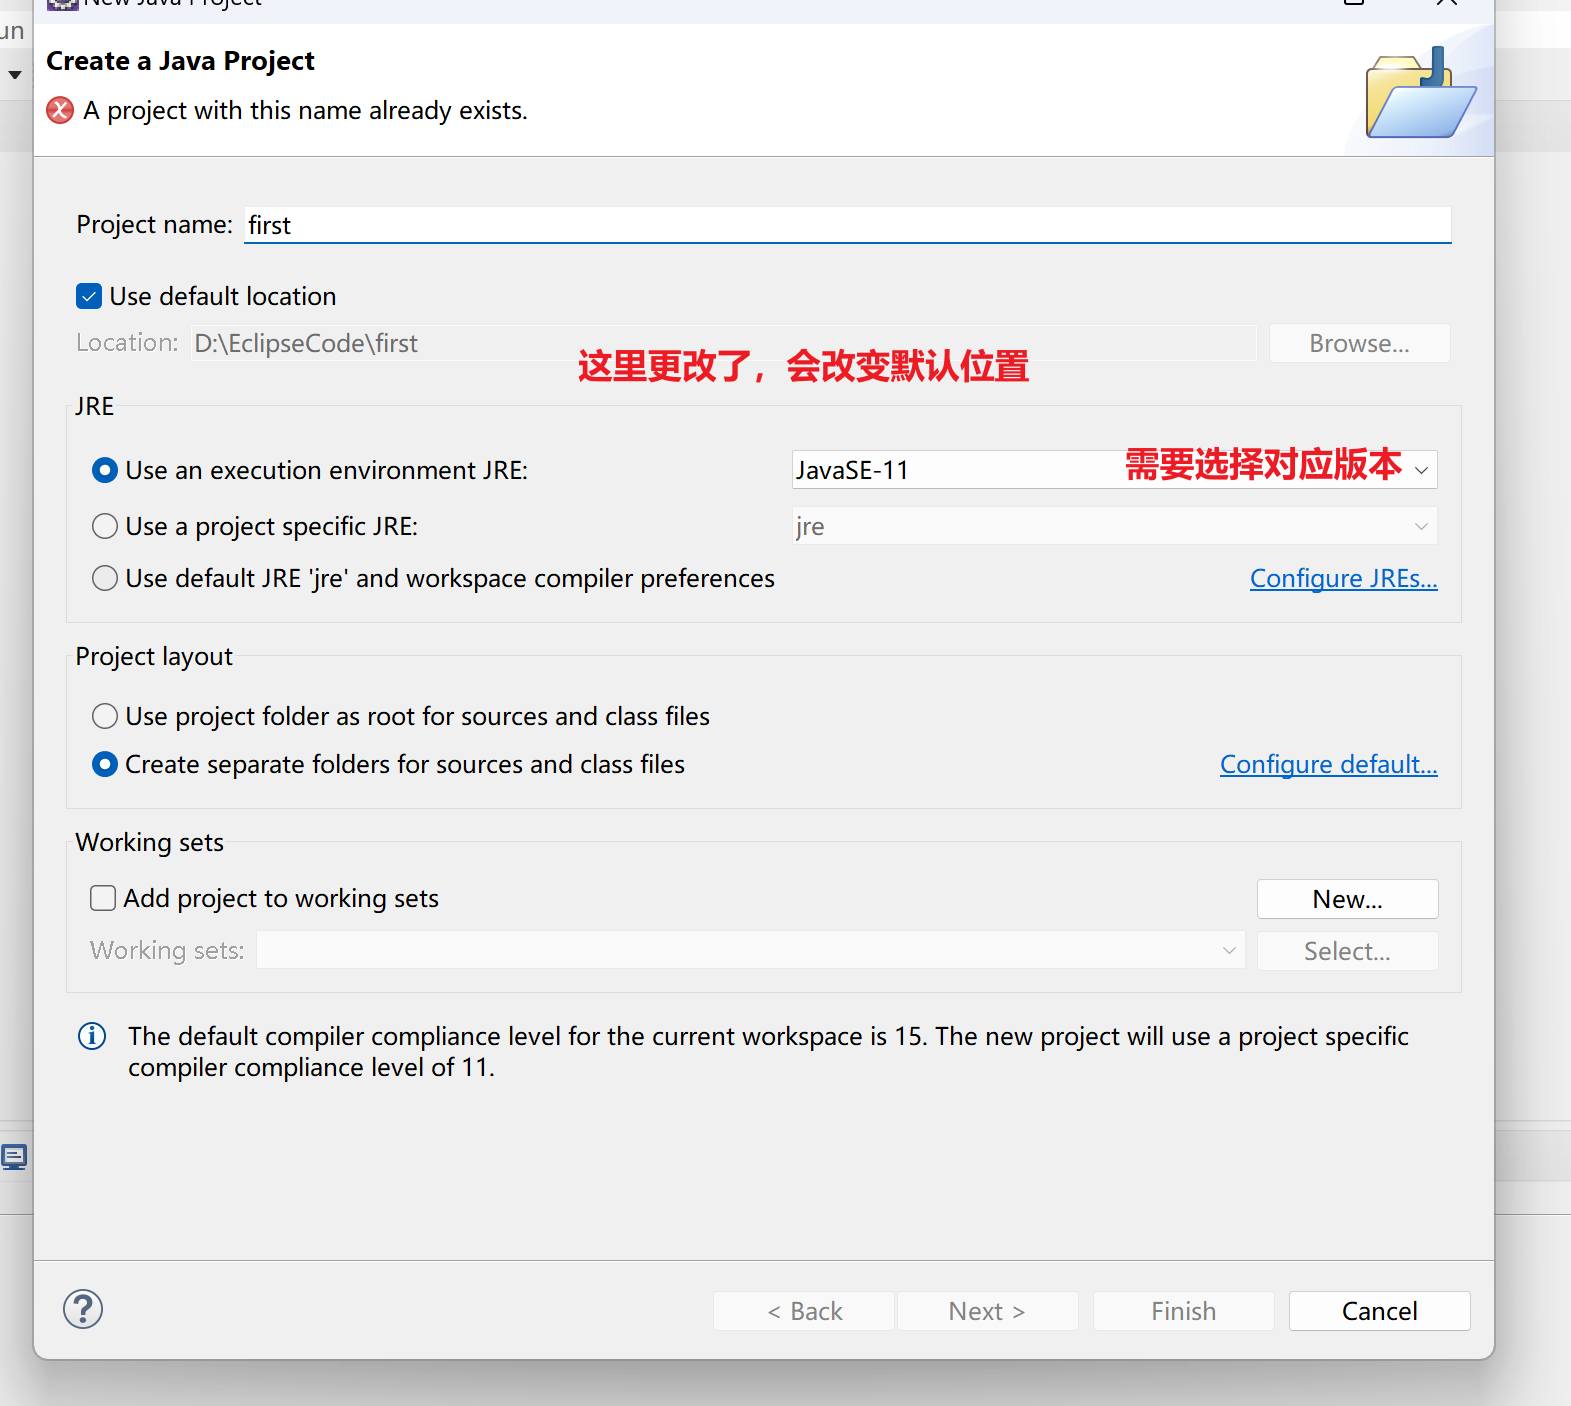 New Java Project
un
Create a Java Project
A project with this name already exists.
Project name: first
Use default location
Location: D:\EclipseCode\first Browse...
这里更改了，会改变默认位置
JRE
Use an execution environment JRE: JavaSE-11 需要选择对应版本
Use a project specific JRE: jre
Use default JRE 'jre' and workspace compiler preferences Configure JREs...
Project layout
Use project folder as root for sources and class files
Create separate folders for sources and class files Configure default...
Working sets
Add project to working sets New...
Working sets: Select...
The default compiler compliance level for the current workspace is 15. The new project will use a project specific
compiler compliance level of 11.
< Back Next > Finish Cancel